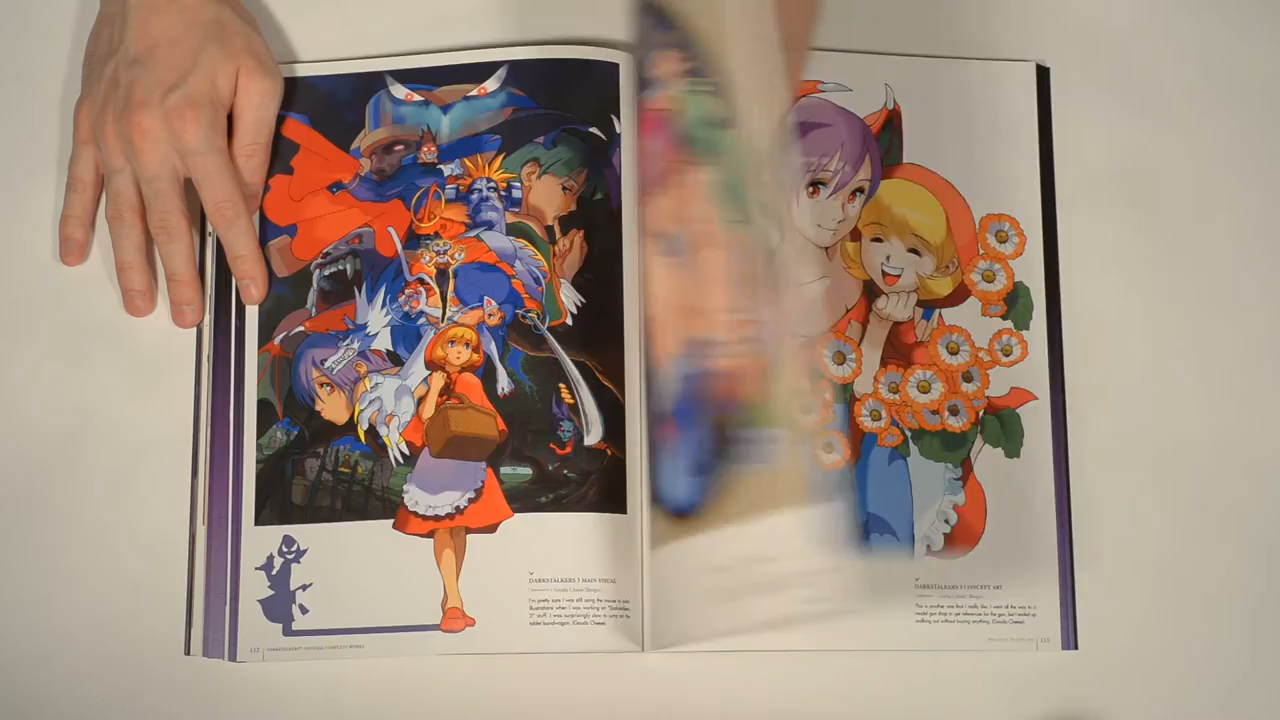 DARKSTALKERS 3 MAIN VISUAL
I'm pretty sure I was still using the mouse to color
illustrations when I was working on "Darkstalkers
3" stuff. I was surprisingly slow to jump on the
tablet bandwagon. (Gouda Cheese)
112 DARKSTALKERS: OFFICIAL COMPLETE WORKS
DARKSTALKERS 3 CONCEPT ART
This is another one that I really like. I went all the way to a
model gun shop to get references for the gun, but I ended up
walking out without buying anything. (Gouda Cheese)